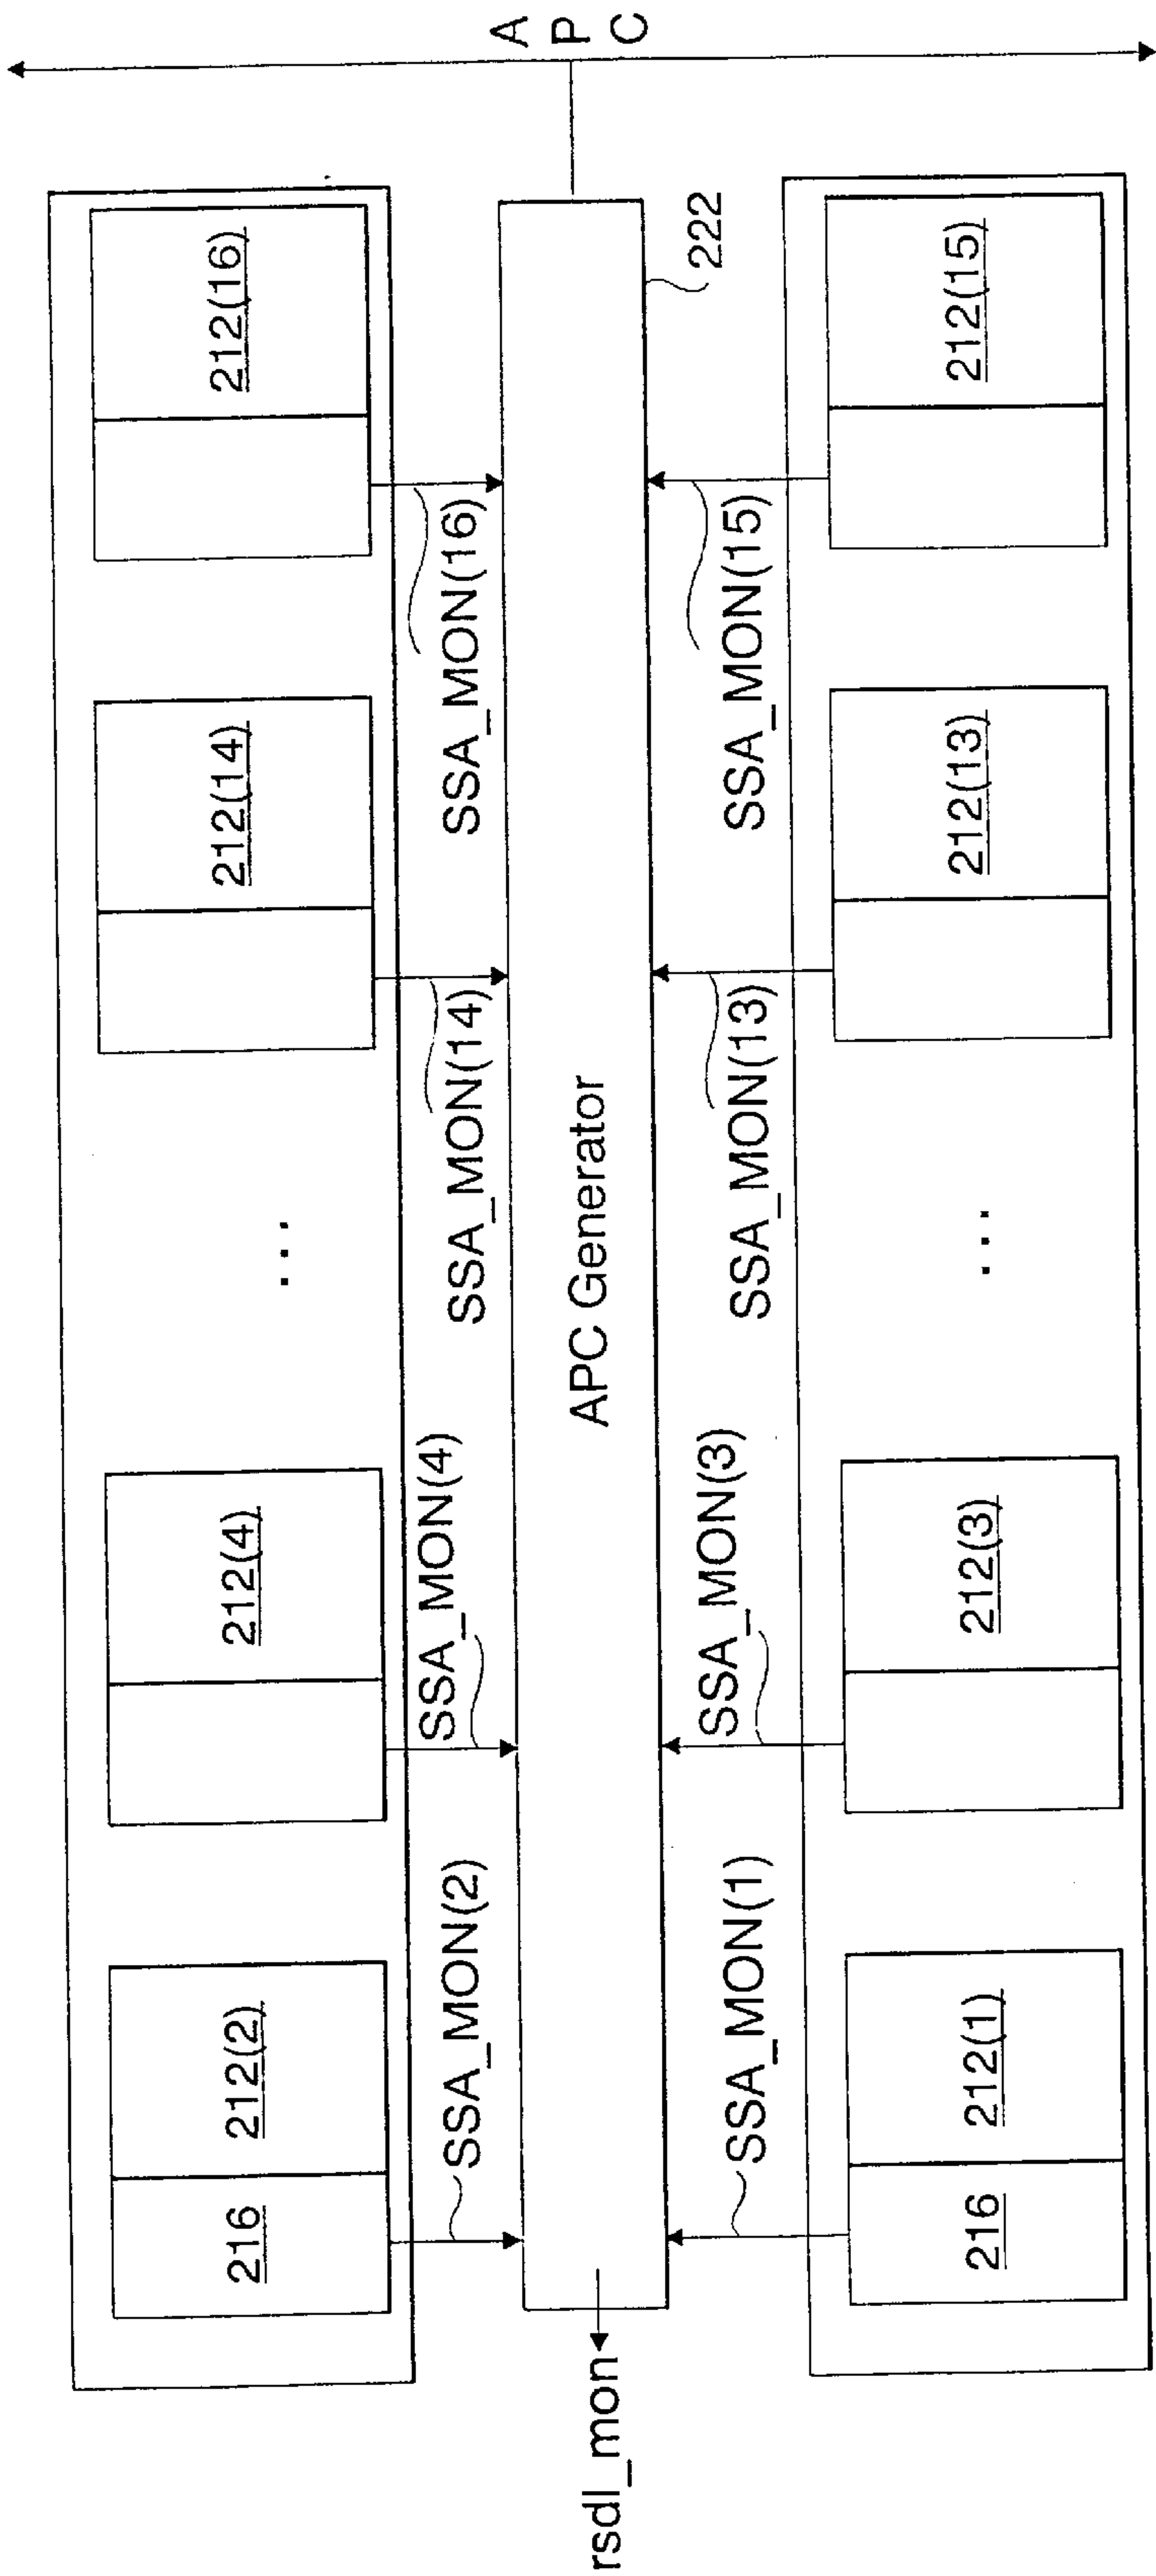 A
P
C
212(2)
216
212(4)
212(14)
212(16)
SSA_MON(2)
SSA_MON(4)
SSA_MON(14)
SSA_MON(16)
rsdl_mon
APC Generator
222
SSA_MON(1)
SSA_MON(3)
SSA_MON(13)
SSA_MON(15)
216
212(1)
212(3)
...
212(13)
212(15)
...